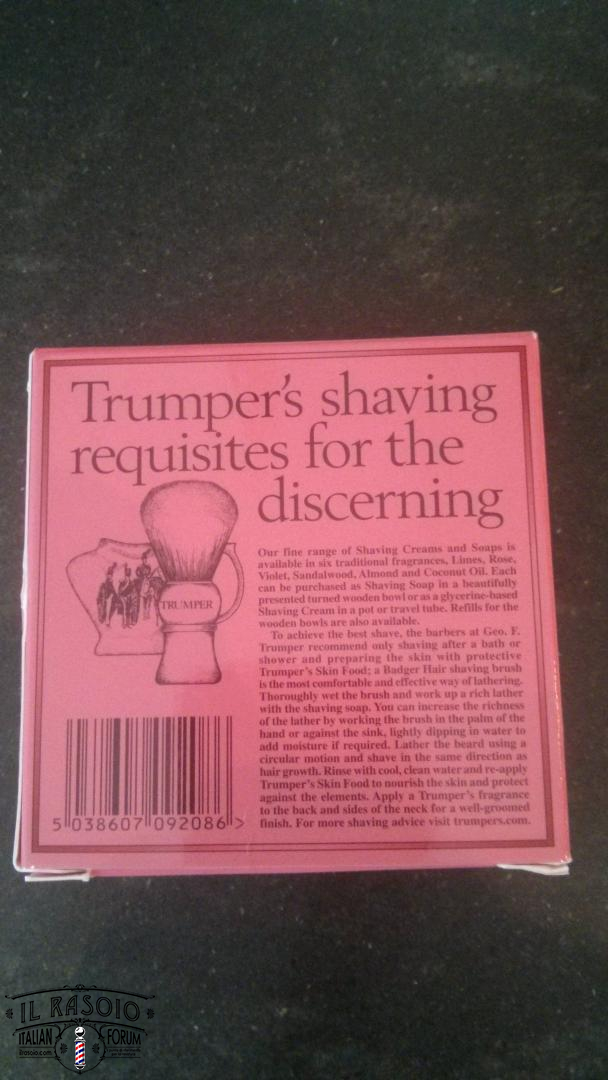 Trumper's shaving
requisites for the
discerning
TRUMPER
Our fine range of Shaving Creams and Soaps is
available in six traditional fragrances, Limes, Rose,
Violet, Sandalwood, Almond and Coconut Oil. Each
can be purchased as Shaving Soap in a beautifully
presented turned wooden bowl or as a glycerine-based
Shaving Cream in a pot or travel tube. Refills for the
wooden bowls are also available.
To achieve the best shave, the barbers at Geo. F.
Trumper recommend only shaving after a bath or
shower and preparing the skin with protective
Trumper's Skin Food; a Badger Hair shaving brush
is the most comfortable and effective way of lathering.
Thoroughly wet the brush and work up a rich lather
with the shaving soap. You can increase the richness
of the lather by working the brush in the palm of the
hand or against the sink, lightly dipping in water to
add moisture if required. Lather the beard using a
circular motion and shave in the same direction as
hair growth. Rinse with cool, clean water and re-apply
Trumper's Skin Food to nourish the skin and protect
against the elements. Apply a Trumper's fragrance
to the back and sides of the neck for a well-groomed
finish. For more shaving advice visit trumpers.com.
5 038607 092086 >
IL RASOIO
ITALIAN FORUM
ilrasoio.com